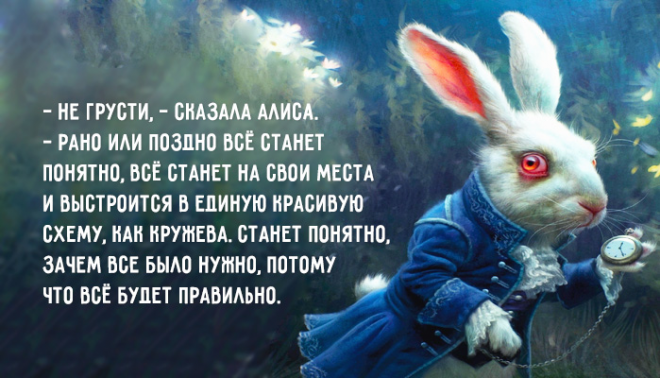 - НЕ ГРУСТИ, - СКАЗАЛА АЛИСА.
- РАНО ИЛИ ПОЗДНО ВСЁ СТАНЕТ
ПОНЯТНО, ВСЁ СТАНЕТ НА СВОИ МЕСТА
И ВЫСТРОИТСЯ В ЕДИНУЮ КРАСИВУЮ
СХЕМУ, КАК КРУЖЕВА. СТАНЕТ ПОНЯТНО,
ЗАЧЕМ ВСЕ БЫЛО НУЖНО, ПОТОМУ
ЧТО ВСЁ БУДЕТ ПРАВИЛЬНО.